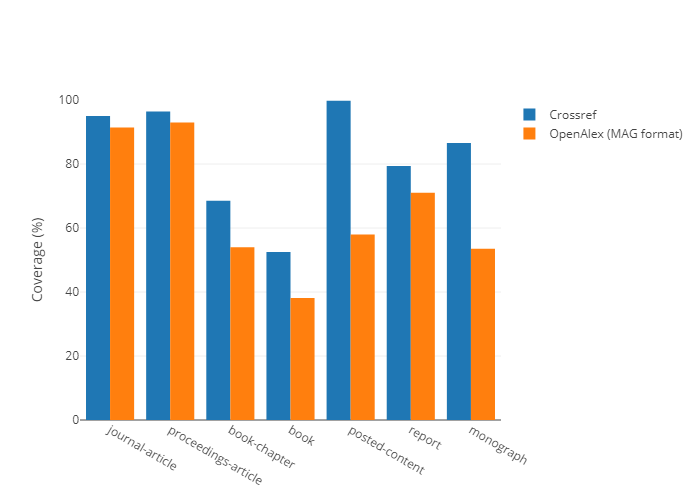 100
80
60
40
20
0
Coverage (%)
journal-article
proceedings-article
book-chapter
book
posted-content
report
monograph
Crossref
OpenAlex (MAG format)